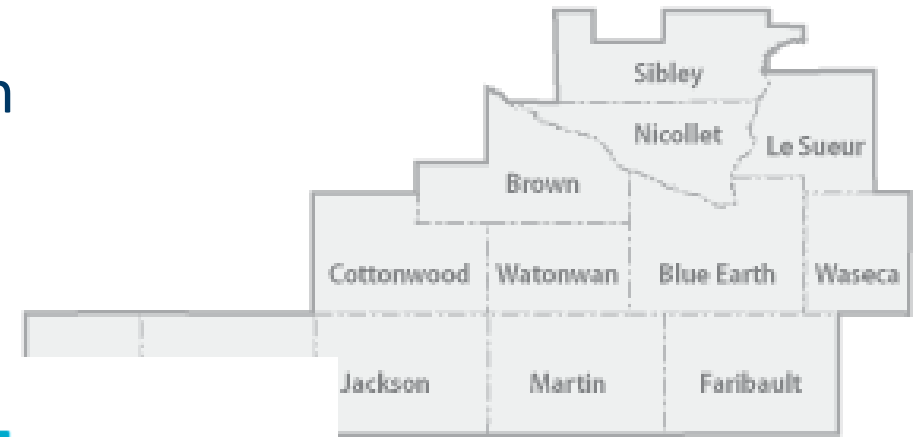 n
Sibley
Nicollet
Le Sueur
Brown
Cottonwood Watonwan Blue Earth Waseca
Jackson Martin Faribault